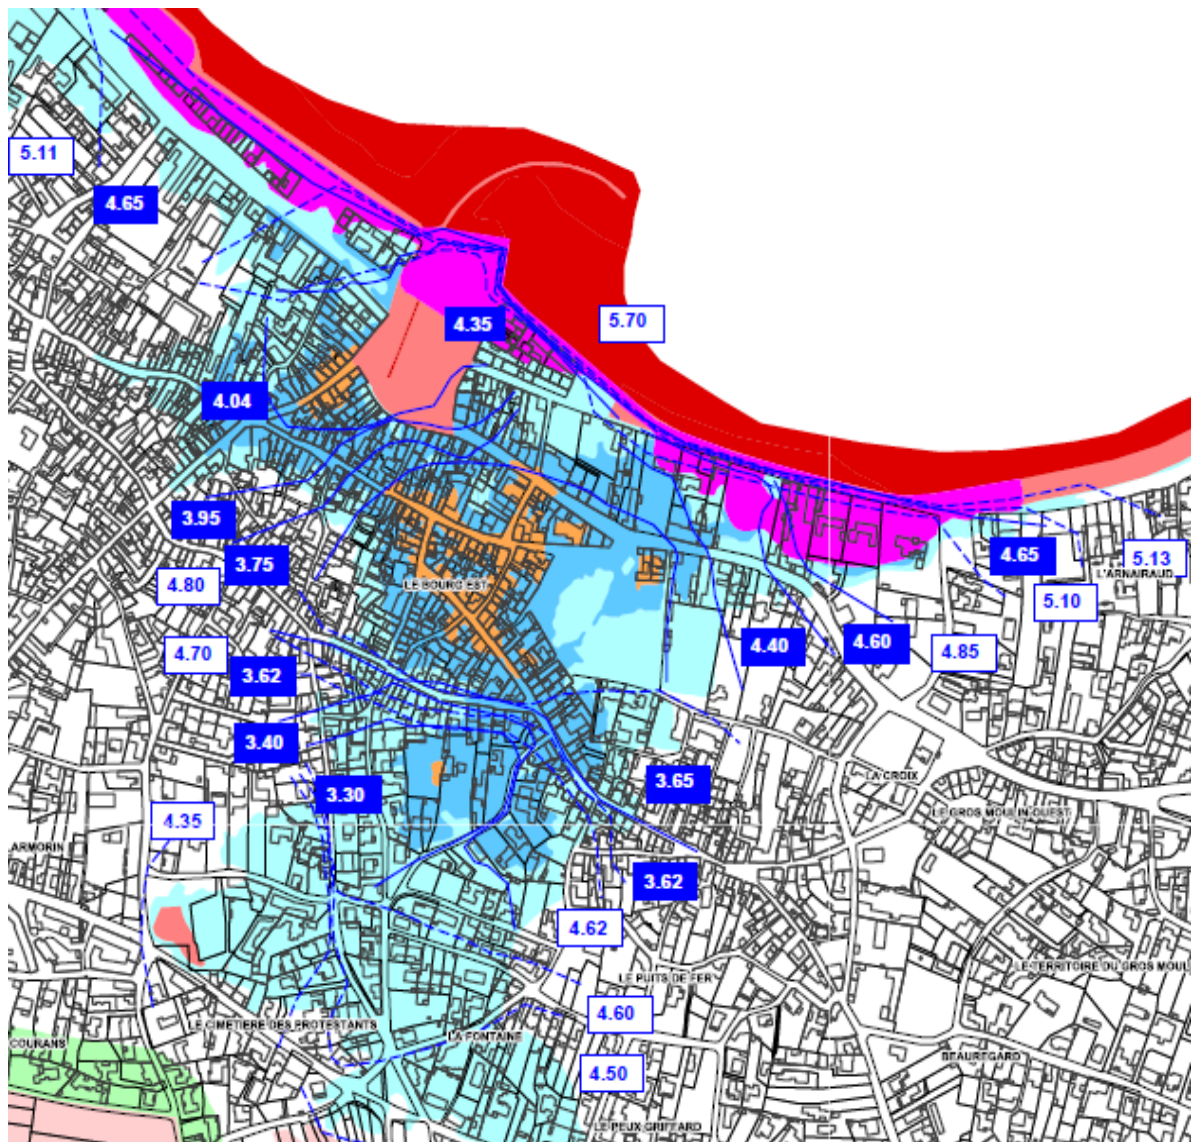 5.11
4.65
4.35
5.70
4.04
3.95
3.75
4.80
LE BOURG EST
4.65
5.13
L'ARNAIRAUD
5.10
4.70
3.62
4.40
4.60
4.85
3.40
3.30
3.65
LA CROIX
4.35
LE GROS MOULIN OUEST
ARMORIN
3.62
4.62
LE PUITS DE FER
LE TERRITOIRE DU GROS MOUL
4.60
LE CIMETIERE DES PROTESTANTS
LA FONTAINE
COURANS
BEAUREGARD
4.50
LE PEUX GRIFFARD